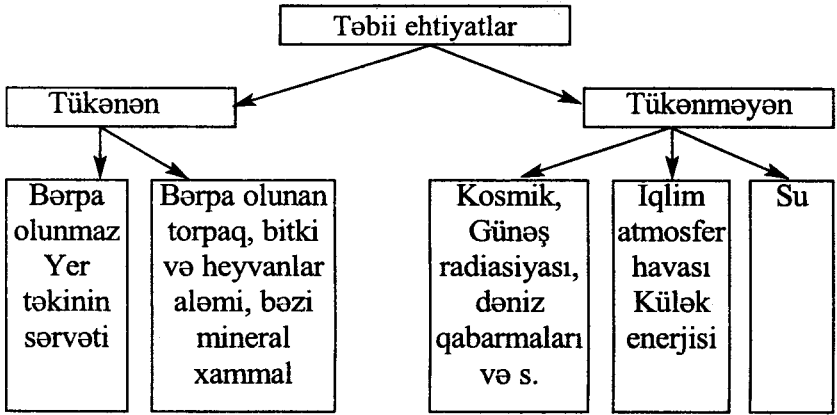 Təbii ehtiyatlar
Tükənən
Tükənməyən
Bərpa
olunmaz
Yer
təkinin
sərvəti
Bərpa olunan
torpaq, bitki
və heyvanlar
aləmi, bəzi
mineral
xammal
Kosmik,
Günəş
radiasiyası,
dəniz
qabarmaları
və s.
İqlim
atmosfer
havası
Külək
enerjisi
Su